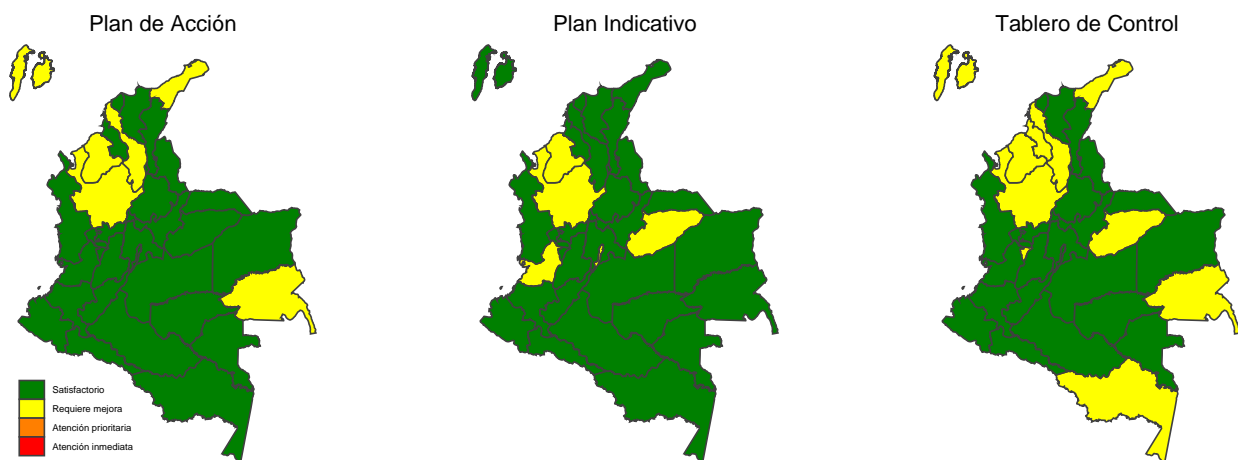 Plan de Acción
Plan Indicativo
Tablero de Control
Satisfactorio
Requiere mejora
Atención prioritaria
Atención inmediata